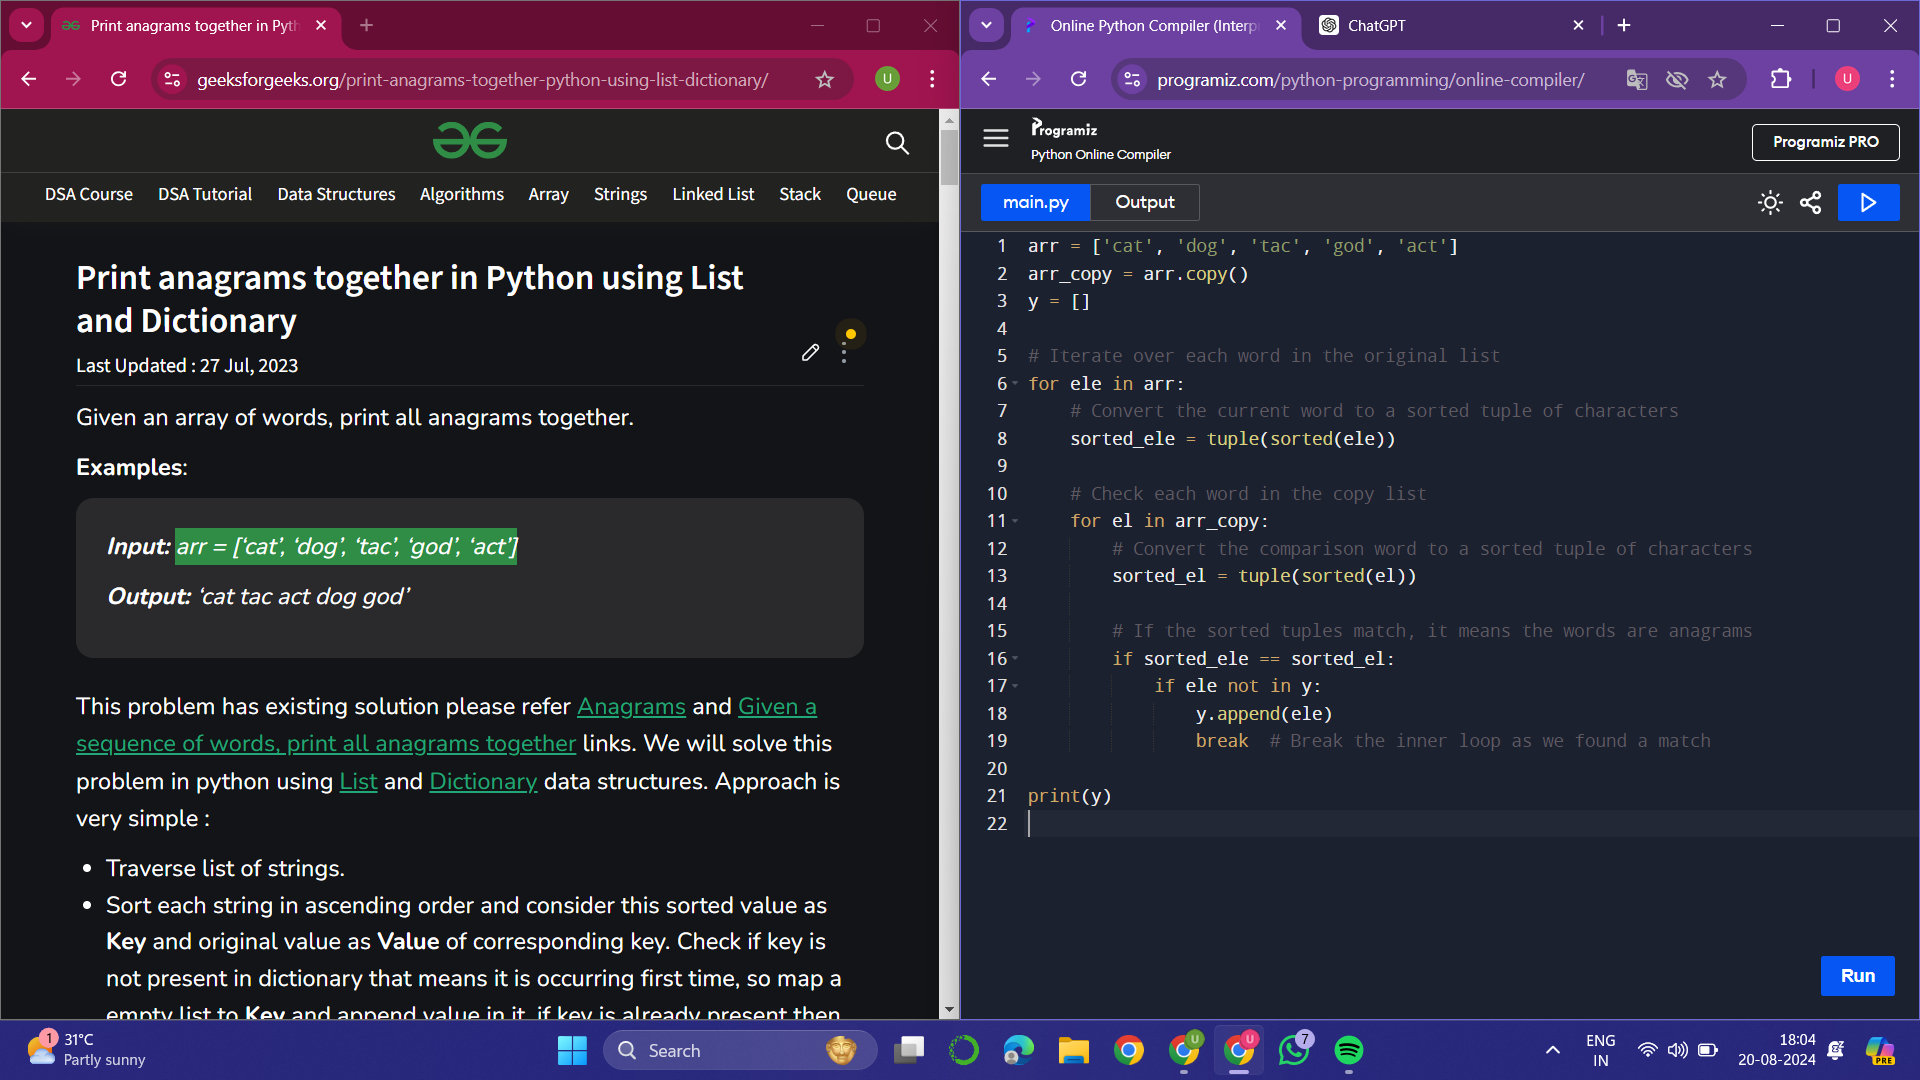 Print anagrams together in Pyth
geeksforgeeks.org/print-anagrams-together-python-using-list-dictionary/
U
DSA Course DSA Tutorial Data Structures Algorithms Array Strings Linked List Stack Queue
Print anagrams together in Python using List
and Dictionary
Last Updated : 27 Jul, 2023
Given an array of words, print all anagrams together.
Examples:
Input: arr = [‘cat’, ‘dog’, ‘tac’, ‘god’, ‘act’]
Output: ‘cat tac act dog god’
This problem has existing solution please refer Anagrams and Given a
sequence of words, print all anagrams together links. We will solve this
problem in python using List and Dictionary data structures. Approach is
very simple :
• Traverse list of strings.
• Sort each string in ascending order and consider this sorted value as
Key and original value as Value of corresponding key. Check if key is
not present in dictionary that means it is occurring first time, so map a
empty list to Key and append value in it, if key is already present then
Online Python Compiler (Interp
ChatGPT
programiz.com/python-programming/online-compiler/
U
Programiz
Python Online Compiler
Programiz PRO
main.py
Output
1 arr = ['cat', 'dog', 'tac', 'god', 'act']
2 arr_copy = arr.copy()
3 y = []
4
5 # Iterate over each word in the original list
6 for ele in arr:
7     # Convert the current word to a sorted tuple of characters
8     sorted_ele = tuple(sorted(ele))
9
10     # Check each word in the copy list
11     for el in arr_copy:
12         # Convert the comparison word to a sorted tuple of characters
13         sorted_el = tuple(sorted(el))
14
15         # If the sorted tuples match, it means the words are anagrams
16         if sorted_ele == sorted_el:
17             if ele not in y:
18                 y.append(ele)
19                 break  # Break the inner loop as we found a match
20
21 print(y)
22
Run
1
31°C
Partly sunny
Search
U
U
7
ENG
IN
18:04
20-08-2024
PRE